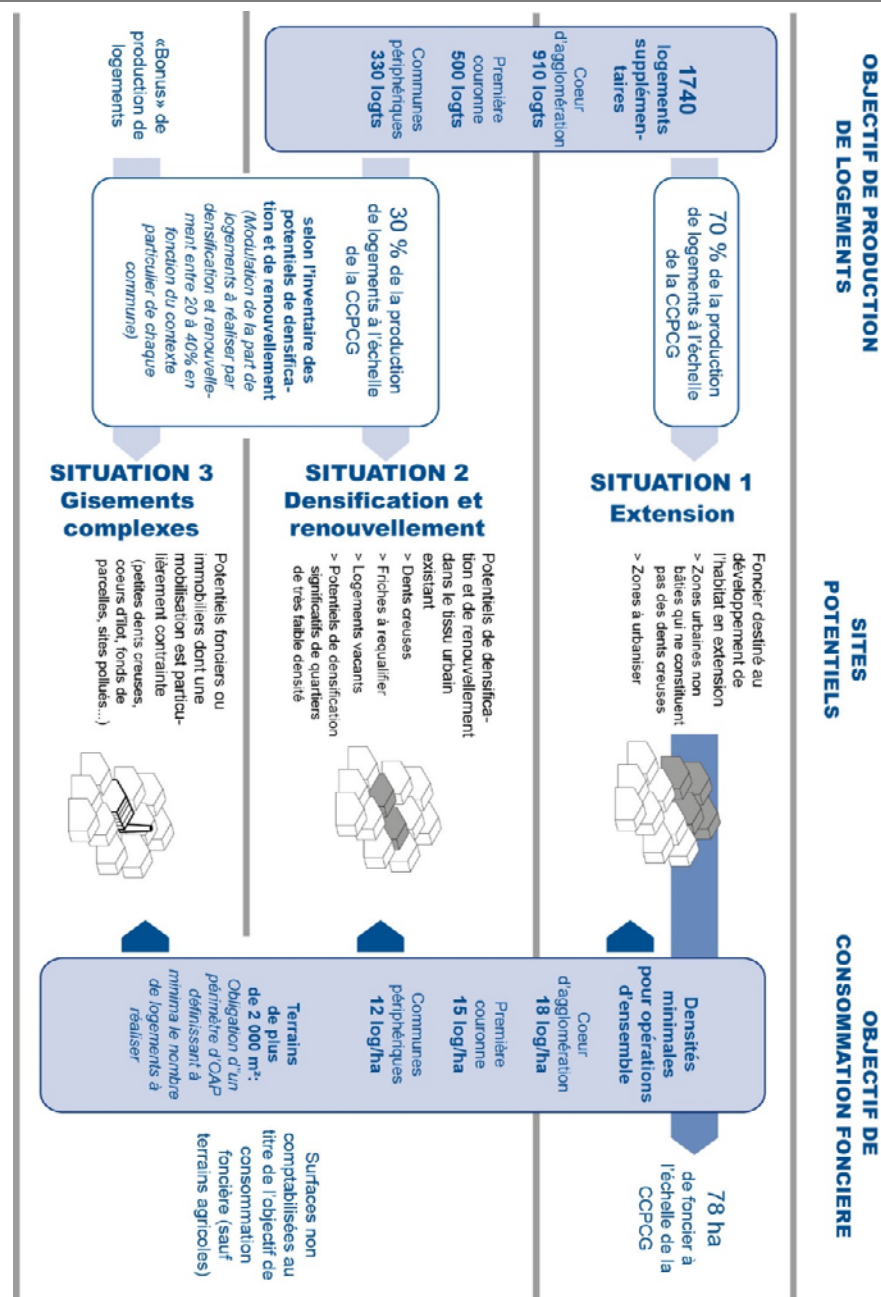 OBJECTIF DE PRODUCTION
DE LOGEMENTS
SITES
POTENTIELS
OBJECTIF DE
CONSOMMATION FONCIERE
1740
logements
supplémen-
taires
Coeur
d'agglomération
910 logts
Première
couronne
500 logts
Communes
périphériques
330 logts
«Bonus» de
production de
logements
70 % de la production
de logements à l'échelle
de la CCPCG
30 % de la production
de logements à l'échelle
de la CCPCG
selon l'inventaire des
potentiels de densifica-
tion et de renouvellement
(Modulation de la part de
logements à réaliser par
densification et renouvelle-
ment entre 20 à 40% en
fonction du contexte
particulier de chaque
commune)
SITUATION 1
Extension
Foncier destiné au
développement de
l'habitat en extension
> Zones urbaines non
bâties qui ne constituent
pas des dents creuses
> Zones à urbaniser
SITUATION 2
Densification et
renouvellement
Potentiels de densifica-
tion et de renouvellement
dans le tissu urbain
existant
> Dents creuses
> Friches à requalifier
> Logements vacants
> Potentiels de densification
significatifs de quartiers
de très faible densité
SITUATION 3
Gisements
complexes
Potentiels fonciers ou
immobiliers dont une
mobilisation est particu-
lièrement contrainte
(petites dents creuses,
coeurs d'îlot, fonds de
parcelles, sites pollués...)
Densités
minimales
pour opérations
d'ensemble
Coeur
d'agglomération
18 log/ha
Première
couronne
15 log/ha
Communes
périphériques
12 log/ha
Terrains
de plus
de 2 000 m²:
Obligation d''un
périmètre d'OAP
définissant à
minima le nombre
de logements à
réaliser
78 ha
de foncier à
l'échelle de la
CCPCG
Surfaces non
comptabilisées au
titre de l'objectif de
consommation
foncière (sauf
terrains agricoles)